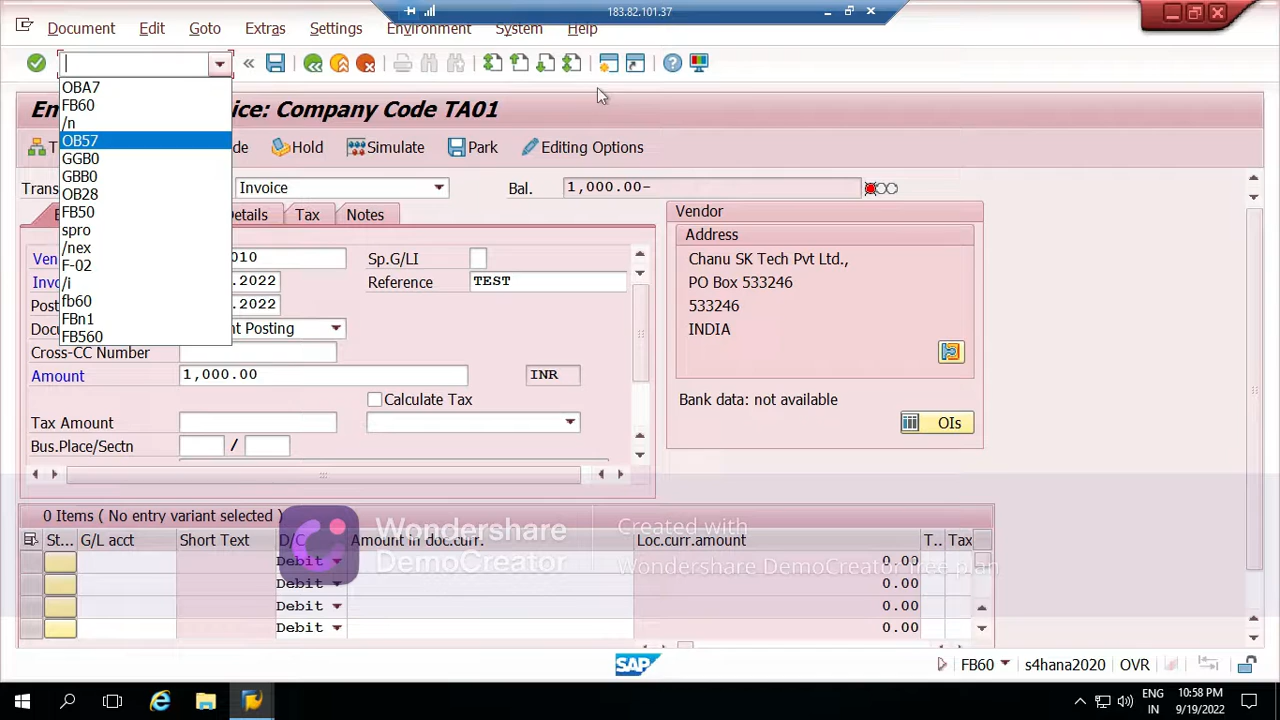 183.82.101.37
Document Edit Goto Extras Settings Environment System Help
OBA7
FB60
/n
OB57
GGB0
GBB0
OB28
FB50
spro
/nex
F-02
/i
fb60
FBn1
FB560
ice: Company Code TA01
Hold Simulate Park Editing Options
Invoice Bal. 1,000.00-
Details Tax Notes
010 Sp.G/LI
.2022 Reference TEST
.2022
nt Posting
Cross-CC Number
Amount 1,000.00 INR
Calculate Tax
Tax Amount
Bus.Place/Sectn /
Vendor
Address
Chanu SK Tech Pvt Ltd.,
PO Box 533246
533246
INDIA
Bank data: not available
OIs
0 Items ( No entry variant selected )
St... G/L acct Short Text D/C Amount in doc.curr. Loc.curr.amount T.. Tax
Debit 0.00
Debit 0.00
Debit 0.00
Debit 0.00
Wondershare
DemoCreator
Created with
Wondershare DemoCreator free plan
SAP
FB60 s4hana2020 OVR
ENG
IN
10:58 PM
9/19/2022